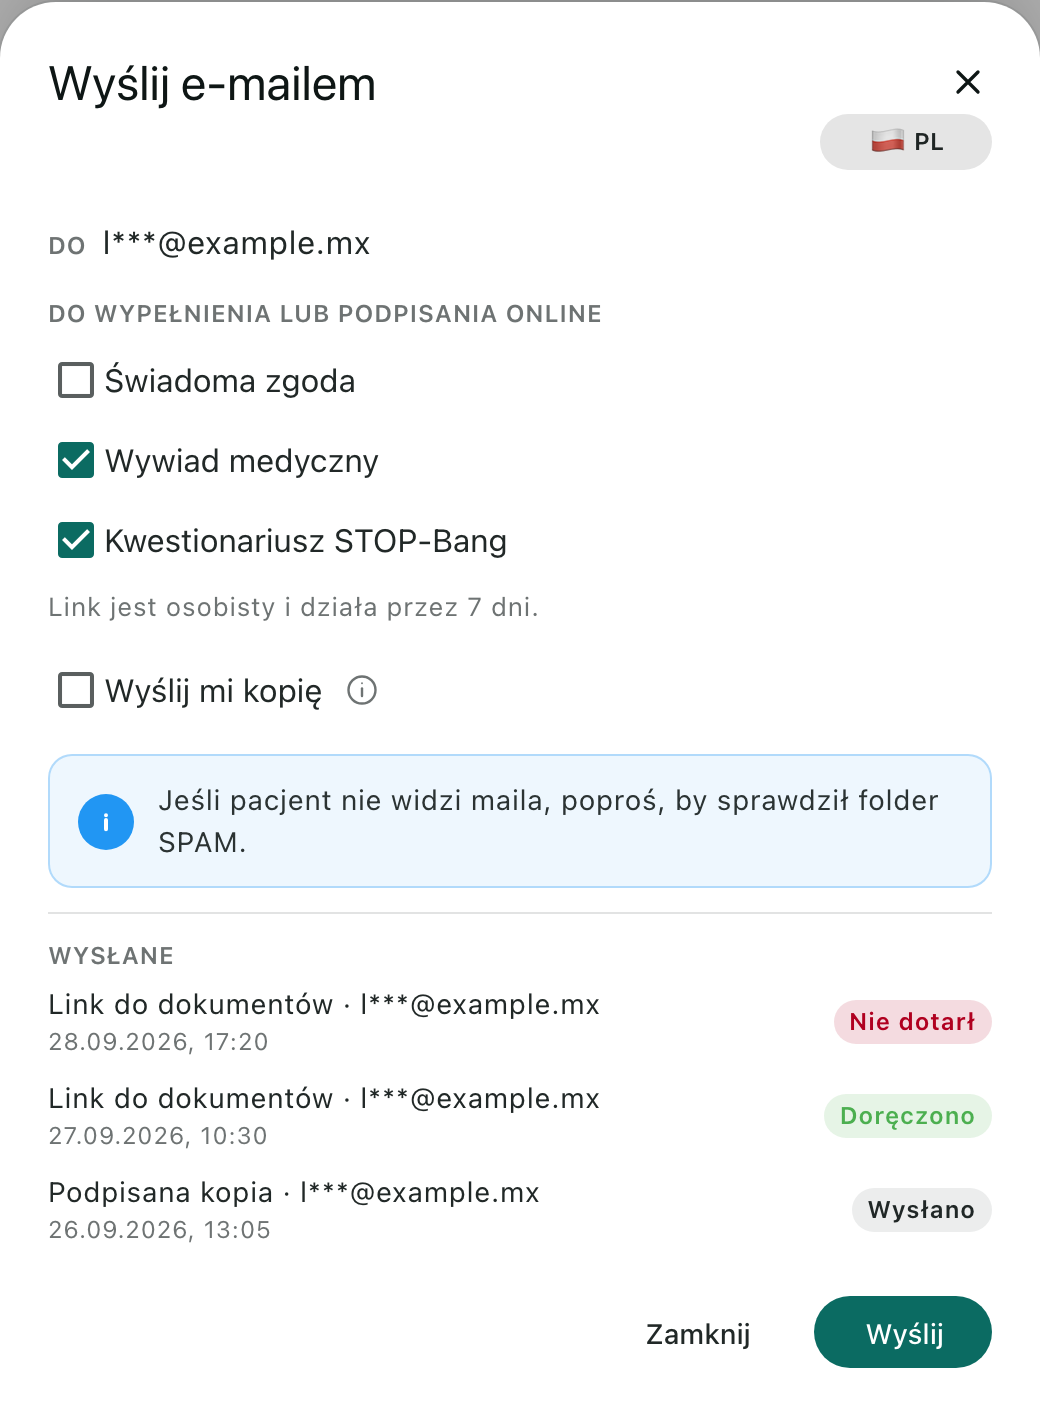 Wyślij e-mailem
PL
DO l***@example.mx
DO WYPEŁNIENIA LUB PODPISANIA ONLINE
Świadoma zgoda
Wywiad medyczny
Kwestionariusz STOP-Bang
Link jest osobisty i działa przez 7 dni.
Wyślij mi kopię
Jeśli pacjent nie widzi maila, poproś, by sprawdził folder
SPAM.
WYSŁANE
Link do dokumentów · l***@example.mx
28.09.2026, 17:20
Nie dotarł
Link do dokumentów · l***@example.mx
27.09.2026, 10:30
Doręczono
Podpisana kopia · l***@example.mx
26.09.2026, 13:05
Wysłano
Zamknij
Wyślij